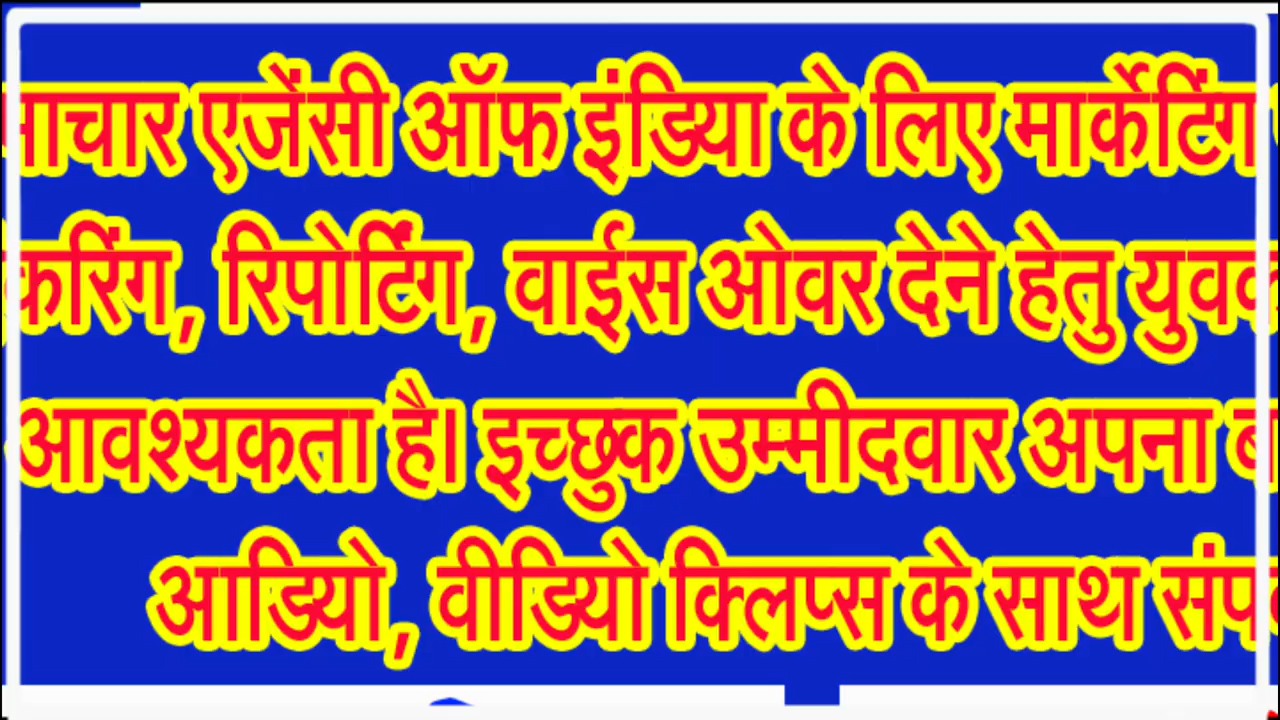 एजेंसी ऑफ इंडिया के लिए मार्केटिंग
रिपोर्टिंग, वाईस ओवर देने हेतु
आवश्यकता है। इच्छुक उम्मीदवार अपना
आडियो, वीडियो क्लिप्स के साथ